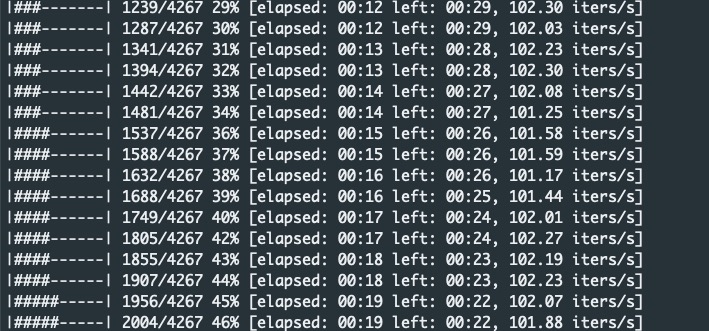 |###-------| 1239/4267 29% [elapsed: 00:12 left: 00:29, 102.30 iters/s]
|###-------| 1287/4267 30% [elapsed: 00:12 left: 00:29, 102.03 iters/s]
|###-------| 1341/4267 31% [elapsed: 00:13 left: 00:28, 102.23 iters/s]
|###-------| 1394/4267 32% [elapsed: 00:13 left: 00:28, 102.30 iters/s]
|###-------| 1442/4267 33% [elapsed: 00:14 left: 00:27, 102.08 iters/s]
|###-------| 1481/4267 34% [elapsed: 00:14 left: 00:27, 101.25 iters/s]
|####------| 1537/4267 36% [elapsed: 00:15 left: 00:26, 101.58 iters/s]
|####------| 1588/4267 37% [elapsed: 00:15 left: 00:26, 101.59 iters/s]
|####------| 1632/4267 38% [elapsed: 00:16 left: 00:26, 101.17 iters/s]
|####------| 1688/4267 39% [elapsed: 00:16 left: 00:25, 101.44 iters/s]
|####------| 1749/4267 40% [elapsed: 00:17 left: 00:24, 102.01 iters/s]
|####------| 1805/4267 42% [elapsed: 00:17 left: 00:24, 102.27 iters/s]
|####------| 1855/4267 43% [elapsed: 00:18 left: 00:23, 102.19 iters/s]
|####------| 1907/4267 44% [elapsed: 00:18 left: 00:23, 102.23 iters/s]
|#####-----| 1956/4267 45% [elapsed: 00:19 left: 00:22, 102.07 iters/s]
|#####-----| 2004/4267 46% [elapsed: 00:19 left: 00:22, 101.88 iters/s]